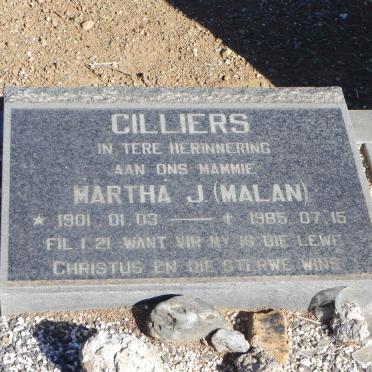 CILLIERS
IN TERE HERINNERING
AAN ONS MAMMIE
MARTHA J. (MALAN)
* 1901.01.03 — + 1985.07.15
FIL.1.21 WANT VIR MY IS DIE LEWE
CHRISTUS EN DIE STERWE WINS